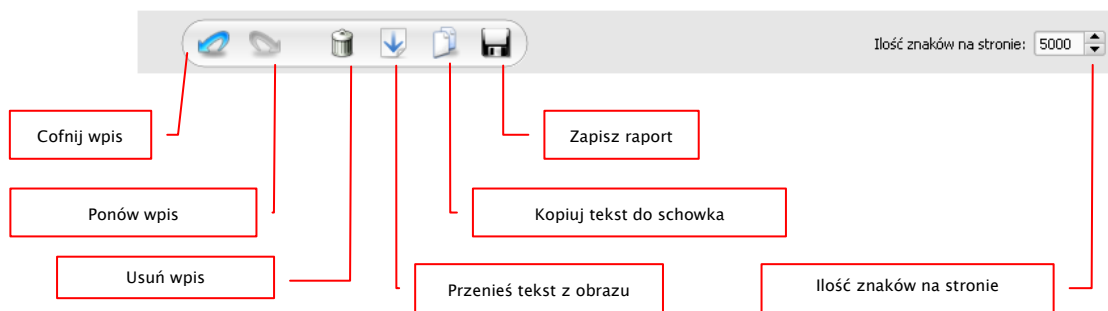 Ilość znaków na stronie: 5000
Cofnij wpis
Zapisz raport
Ponów wpis
Kopiuj tekst do schowka
Usuń wpis
Przenieś tekst z obrazu
Ilość znaków na stronie